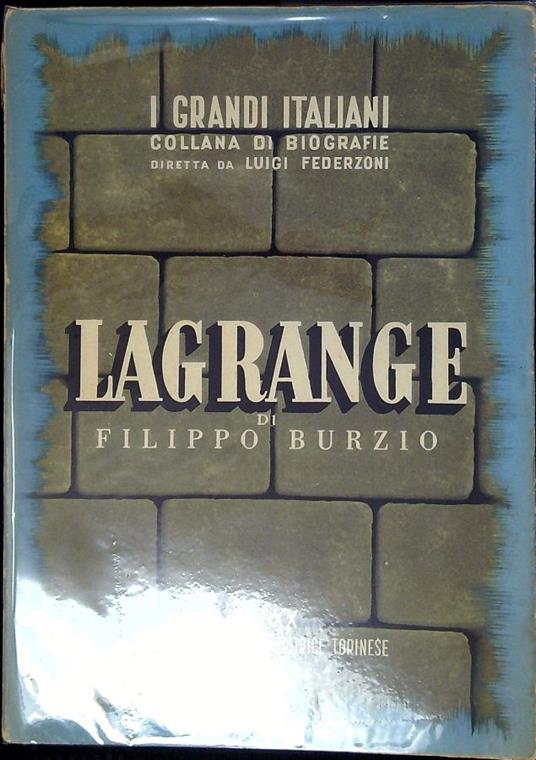 I GRANDI ITALIANI
COLLANA DI BIOGRAFIE
DIRETTA DA LUIGI FEDERZONI
LAGRANGE
DI
FILIPPO BURZIO
TORINESE